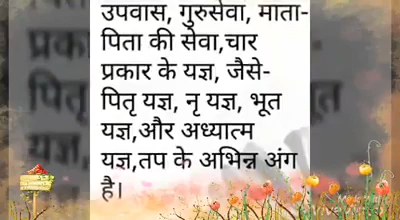 उपवास, गुरुसेवा, माता-
पिता की सेवा,चार
प्रकार के यज्ञ, जैसे-
पितृ यज्ञ, नृ यज्ञ, भूत
यज्ञ,और अध्यात्म
यज्ञ,तप के अभिन्न अंग
है।